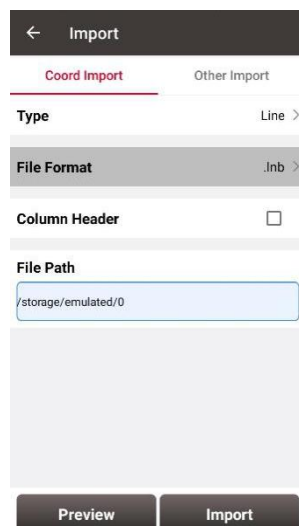 Import
Coord Import Other Import
Type Line
File Format .lnb
Column Header
File Path
/storage/emulated/0
Preview Import